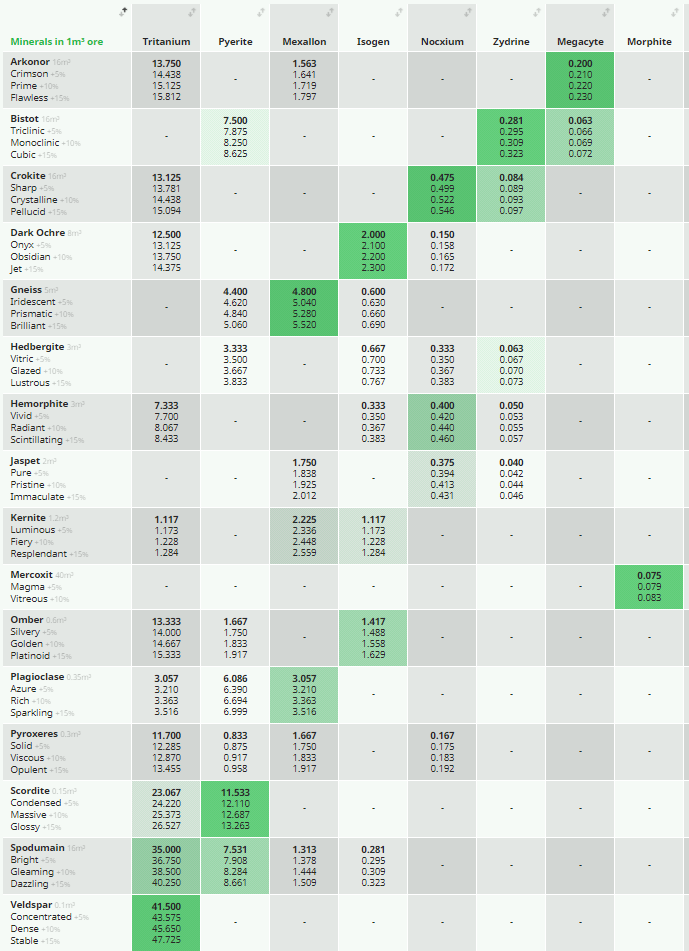 Minerals in 1m³ ore Tritanium Pyerite Mexallon Isogen Nocxium Zydrine Megacyte Morphite
Arkonor 16m³ 13.750 - 1.563 - - - 0.200 -
Crimson +5% 14.438 1.641 0.210
Prime +10% 15.125 1.719 0.220
Flawless +15% 15.812 1.797 0.230
Bistot 16m³ - 7.500 - - - 0.281 0.063 -
Triclinic +5% 7.875 0.295 0.066
Monoclinic +10% 8.250 0.309 0.069
Cubic +15% 8.625 0.323 0.072
Crokite 16m³ 13.125 - - - 0.475 0.084 - -
Sharp +5% 13.781 0.499 0.089
Crystalline +10% 14.438 0.522 0.093
Pellucid +15% 15.094 0.546 0.097
Dark Ochre 8m³ 12.500 - - 2.000 0.150 - - -
Onyx +5% 13.125 2.100 0.158
Obsidian +10% 13.750 2.200 0.165
Jet +15% 14.375 2.300 0.172
Gneiss 5m³ - 4.400 4.800 0.600 - - - -
Iridescent +5% 4.620 5.040 0.630
Prismatic +10% 4.840 5.280 0.660
Brilliant +15% 5.060 5.520 0.690
Hedbergite 3m³ - 3.333 - 0.667 0.333 0.063 - -
Vitric +5% 3.500 0.700 0.350 0.067
Glazed +10% 3.667 0.733 0.367 0.070
Lustrous +15% 3.833 0.767 0.383 0.073
Hemorphite 3m³ 7.333 - - 0.333 0.400 0.050 - -
Vivid +5% 7.700 0.350 0.420 0.053
Radiant +10% 8.067 0.367 0.440 0.055
Scintillating +15% 8.433 0.383 0.460 0.057
Jaspet 2m³ - - 1.750 - 0.375 0.040 - -
Pure +5% 1.838 0.394 0.042
Pristine +10% 1.925 0.413 0.044
Immaculate +15% 2.012 0.431 0.046
Kernite 1.2m³ 1.117 - 2.225 1.117 - - - -
Luminous +5% 1.173 2.336 1.173
Fiery +10% 1.228 2.448 1.228
Resplendant +15% 1.284 2.559 1.284
Mercoxit 40m³ - - - - - - - 0.075
Magma +5% 0.079
Vitreous +10% 0.083
Omber 0.6m³ 13.333 1.667 - 1.417 - - - -
Silvery +5% 14.000 1.750 1.488
Golden +10% 14.667 1.833 1.558
Platinoid +15% 15.333 1.917 1.629
Plagioclase 0.35m³ 3.057 6.086 3.057 - - - - -
Azure +5% 3.210 6.390 3.210
Rich +10% 3.363 6.694 3.363
Sparkling +15% 3.516 6.999 3.516
Pyroxeres 0.3m³ 11.700 0.833 1.667 - 0.167 - - -
Solid +5% 12.285 0.875 1.750 0.175
Viscous +10% 12.870 0.917 1.833 0.183
Opulent +15% 13.455 0.958 1.917 0.192
Scordite 0.15m³ 23.067 11.533 - - - - - -
Condensed +5% 24.220 12.110
Massive +10% 25.373 12.687
Glossy +15% 26.527 13.263
Spodumain 16m³ 35.000 7.531 1.313 0.281 - - - -
Bright +5% 36.750 7.908 1.378 0.295
Gleaming +10% 38.500 8.284 1.444 0.309
Dazzling +15% 40.250 8.661 1.509 0.323
Veldspar 0.1m³ 41.500 - - - - - - -
Concentrated +5% 43.575
Dense +10% 45.650
Stable +15% 47.725